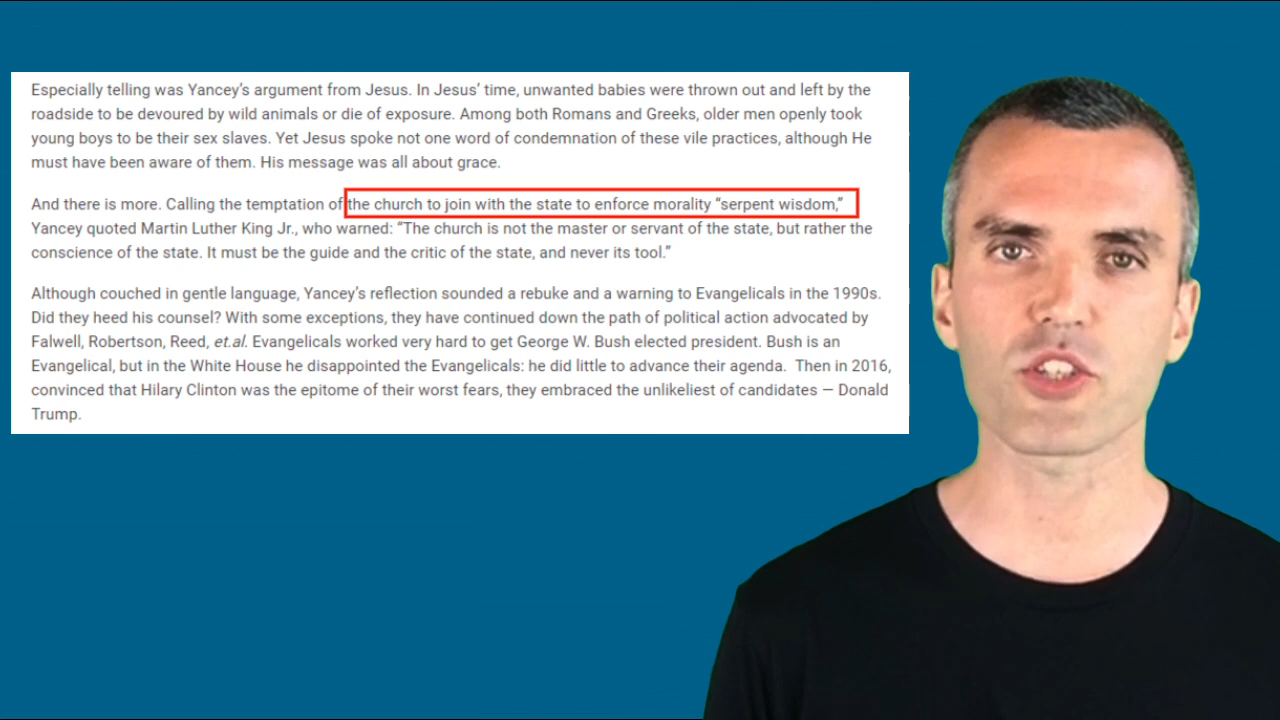 Especially telling was Yancey’s argument from Jesus. In Jesus’ time, unwanted babies were thrown out and left by the
roadside to be devoured by wild animals or die of exposure. Among both Romans and Greeks, older men openly took
young boys to be their sex slaves. Yet Jesus spoke not one word of condemnation of these vile practices, although He
must have been aware of them. His message was all about grace.
And there is more. Calling the temptation of the church to join with the state to enforce morality “serpent wisdom,”
Yancey quoted Martin Luther King Jr., who warned: “The church is not the master or servant of the state, but rather the
conscience of the state. It must be the guide and the critic of the state, and never its tool.”
Although couched in gentle language, Yancey’s reflection sounded a rebuke and a warning to Evangelicals in the 1990s.
Did they heed his counsel? With some exceptions, they have continued down the path of political action advocated by
Falwell, Robertson, Reed, et.al. Evangelicals worked very hard to get George W. Bush elected president. Bush is an
Evangelical, but in the White House he disappointed the Evangelicals: he did little to advance their agenda.  Then in 2016,
convinced that Hilary Clinton was the epitome of their worst fears, they embraced the unlikeliest of candidates — Donald
Trump.